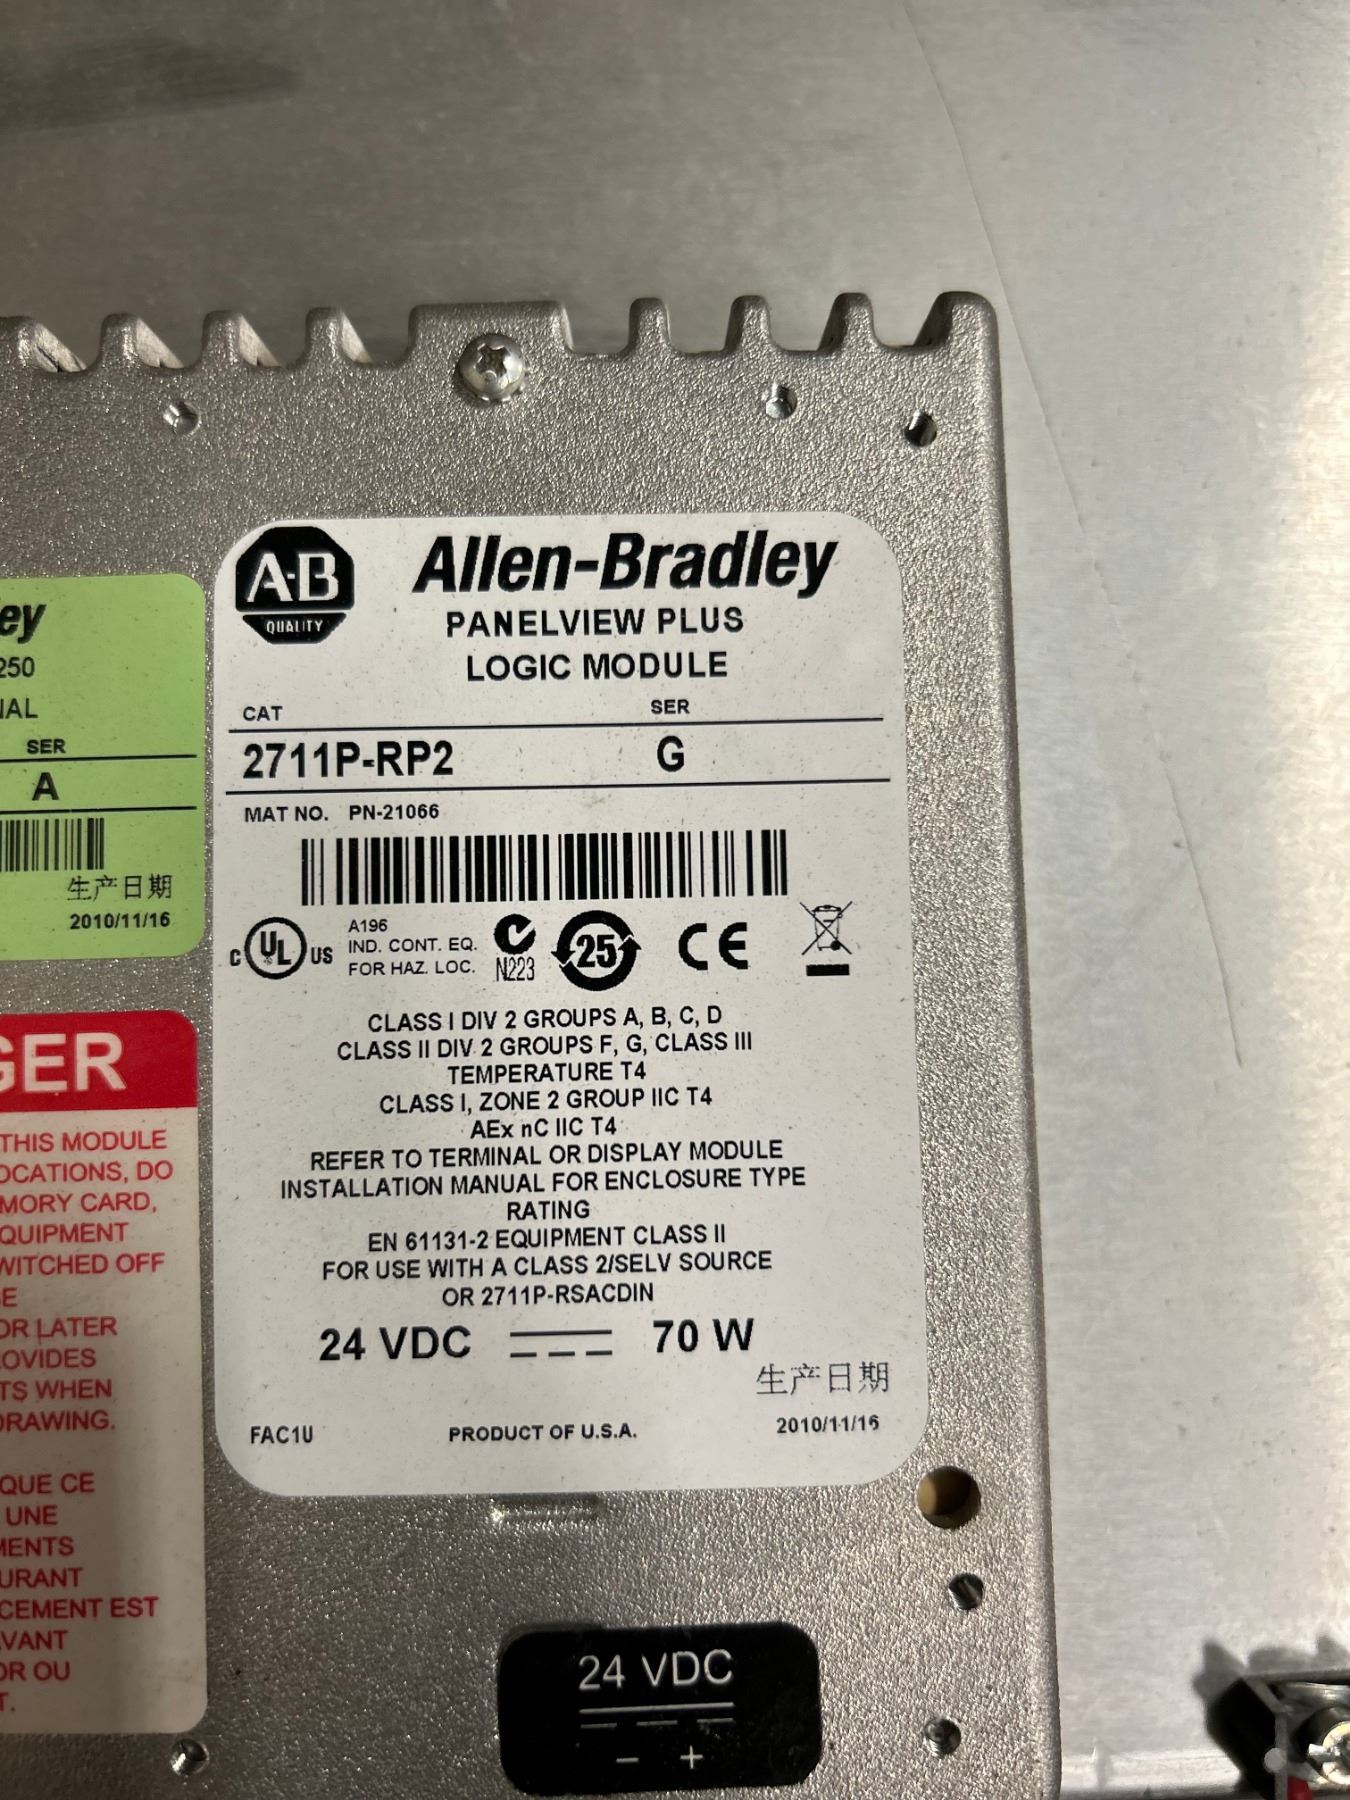 ey
250
IAL
SER
A
生产日期
2010/11/16
GER
THIS MODULE
OCATIONS, DO
MORY CARD,
QUIPMENT
WITCHED OFF
E
OR LATER
OVIDES
TS WHEN
DRAWING.
QUE CE
UNE
MENTS
URANT
CEMENT EST
VANT
OR OU
T.
A-B
QUALITY
Allen-Bradley
PANELVIEW PLUS
LOGIC MODULE
CAT SER
2711P-RP2 G
MAT NO. PN-21066
C UL US
A196
IND. CONT. EQ.
FOR HAZ. LOC.
N223
25
CE
CLASS I DIV 2 GROUPS A, B, C, D
CLASS II DIV 2 GROUPS F, G, CLASS III
TEMPERATURE T4
CLASS I, ZONE 2 GROUP IIC T4
AEx nC IIC T4
REFER TO TERMINAL OR DISPLAY MODULE
INSTALLATION MANUAL FOR ENCLOSURE TYPE
RATING
EN 61131-2 EQUIPMENT CLASS II
FOR USE WITH A CLASS 2/SELV SOURCE
OR 2711P-RSACDIN
24 VDC 70 W
生产日期
FAC1U PRODUCT OF U.S.A. 2010/11/16
24 VDC
− +